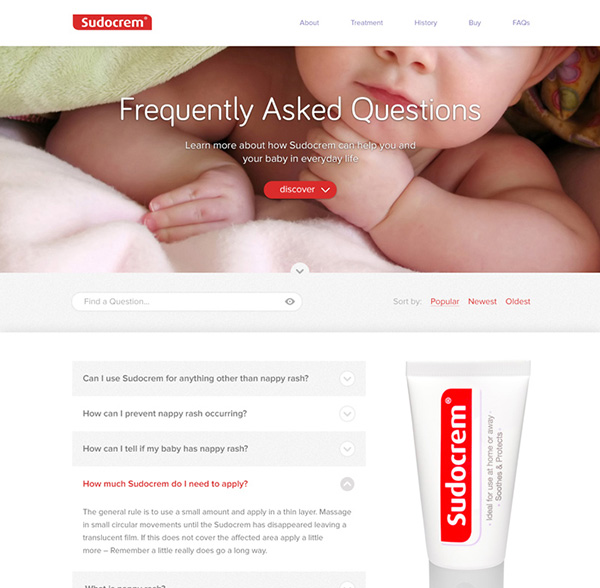 Sudocrem®
About Treatment History Buy FAQs
Frequently Asked Questions
Learn more about how Sudocrem can help you and
your baby in everyday life
discover
Find a Question...
Sort by: Popular Newest Oldest
Can I use Sudocrem for anything other than nappy rash?
How can I prevent nappy rash occurring?
How can I tell if my baby has nappy rash?
How much Sudocrem do I need to apply?
The general rule is to use a small amount and apply in a thin layer. Massage
in small circular movements until the Sudocrem has disappeared leaving a
translucent film. If this does not cover the affected area apply a little
more – Remember a little really does go a long way.
What is nappy rash?
Sudocrem®
· Ideal for use at home or away ·
· Soothes & Protects ·